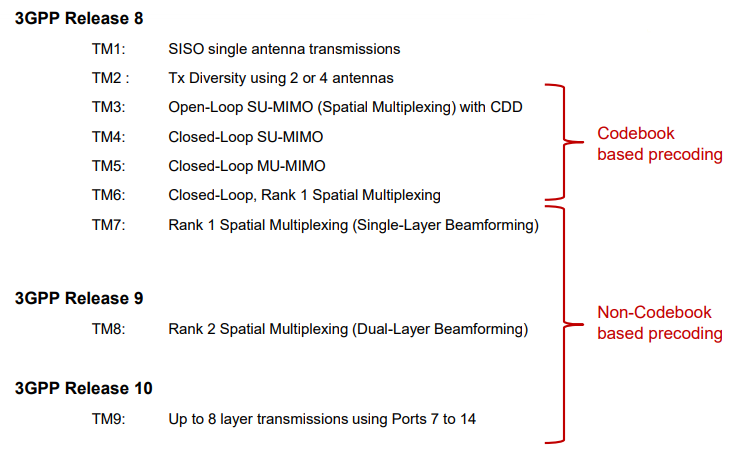 3GPP Release 8
TM1: SISO single antenna transmissions
TM2 : Tx Diversity using 2 or 4 antennas
TM3: Open-Loop SU-MIMO (Spatial Multiplexing) with CDD
TM4: Closed-Loop SU-MIMO
TM5: Closed-Loop MU-MIMO
TM6: Closed-Loop, Rank 1 Spatial Multiplexing
Codebook
based precoding
TM7: Rank 1 Spatial Multiplexing (Single-Layer Beamforming)
3GPP Release 9
TM8: Rank 2 Spatial Multiplexing (Dual-Layer Beamforming)
Non-Codebook
based precoding
3GPP Release 10
TM9: Up to 8 layer transmissions using Ports 7 to 14